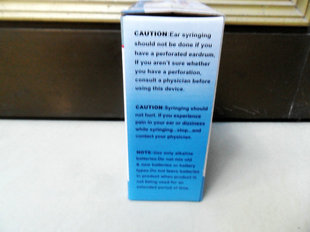 CAUTION:Ear syringing
should not be done if you
have a perforated eardrum.
If you aren't sure whether
you have a perforation,
consult a physician before
using this device.
CAUTION:Syringing should
not hurt. If you experience
pain in your ear or dizziness
while syringing...stop...and
contact your physician.
NOTE: Use only alkaline
batteries Do not mix old
& new batteries or battery
types Do not leave batteries
in product when product is
not being used for an
extended period of time.